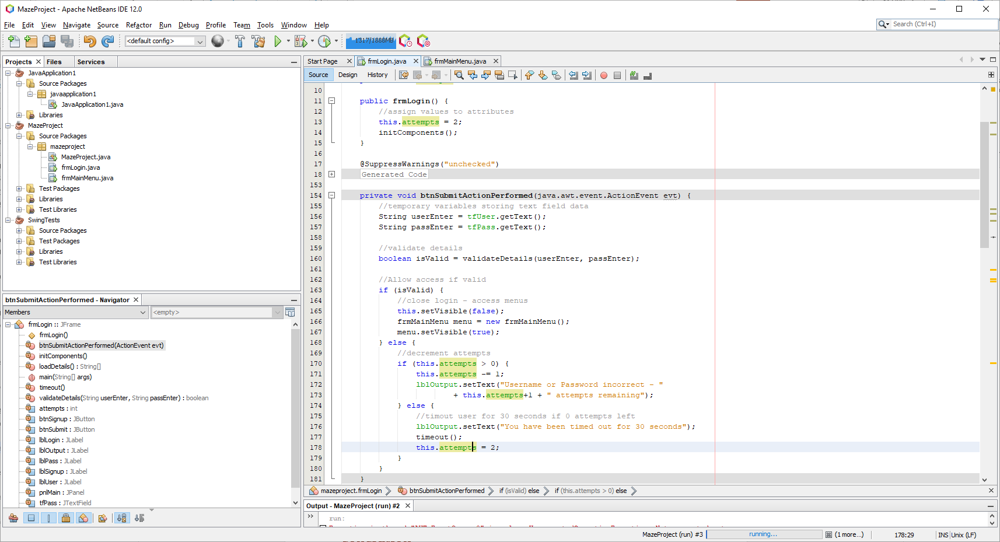 MazeProject - Apache NetBeans IDE 12.0
File Edit View Navigate Source Refactor Run Debug Profile Team Tools Window Help
Search (Ctrl+I)
<default config>
1317/1888MB
Projects Files Services
JavaApplication1
Source Packages
javaapplication1
JavaApplication1.java
Libraries
MazeProject
Source Packages
mazeproject
MazeProject.java
frmLogin.java
frmMainMenu.java
Test Packages
Libraries
Test Libraries
SwingTests
Source Packages
Test Packages
Libraries
Test Libraries
btnSubmitActionPerformed - Navigator
Members
<empty>
frmLogin :: JFrame
frmLogin()
btnSubmitActionPerformed(ActionEvent evt)
initComponents()
loadDetails() : String[]
main(String[] args)
timeout()
validateDetails(String userEnter, String passEnter) : boolean
attempts : int
btnSignup : JButton
btnSubmit : JButton
lblLogin : JLabel
lblOutput : JLabel
lblPass : JLabel
lblSignup : JLabel
lblUser : JLabel
pnlMain : JPanel
tfPass : JTextField
Start Page frmLogin.java frmMainMenu.java
Source Design History
10
11 public frmLogin() {
12 //assign values to attributes
13 this.attempts = 2;
14 initComponents();
15 }
16
17 @SuppressWarnings("unchecked")
18 Generated Code
153
154 private void btnSubmitActionPerformed(java.awt.event.ActionEvent evt) {
155 //temporary variables storing text field data
156 String userEnter = tfUser.getText();
157 String passEnter = tfPass.getText();
158
159 //validate details
160 boolean isValid = validateDetails(userEnter, passEnter);
161
162 //Allow access if valid
163 if (isValid) {
164 //close login - access menus
165 this.setVisible(false);
166 frmMainMenu menu = new frmMainMenu();
167 menu.setVisible(true);
168 } else {
169 //decrement attempts
170 if (this.attempts > 0) {
171 this.attempts -= 1;
172 lblOutput.setText("Username or Password incorrect - "
173 + this.attempts+1 + " attempts remaining");
174 } else {
175 //timout user for 30 seconds if 0 attempts left
176 lblOutput.setText("You have been timed out for 30 seconds");
177 timeout();
178 this.attempts = 2;
179 }
180 }
181 }
mazeproject.frmLogin btnSubmitActionPerformed if (isValid) else if (this.attempts > 0) else
Output - MazeProject (run) #2
run:
MazeProject (run) #3 running... (1 more...) 178:29 INS Unix (LF)